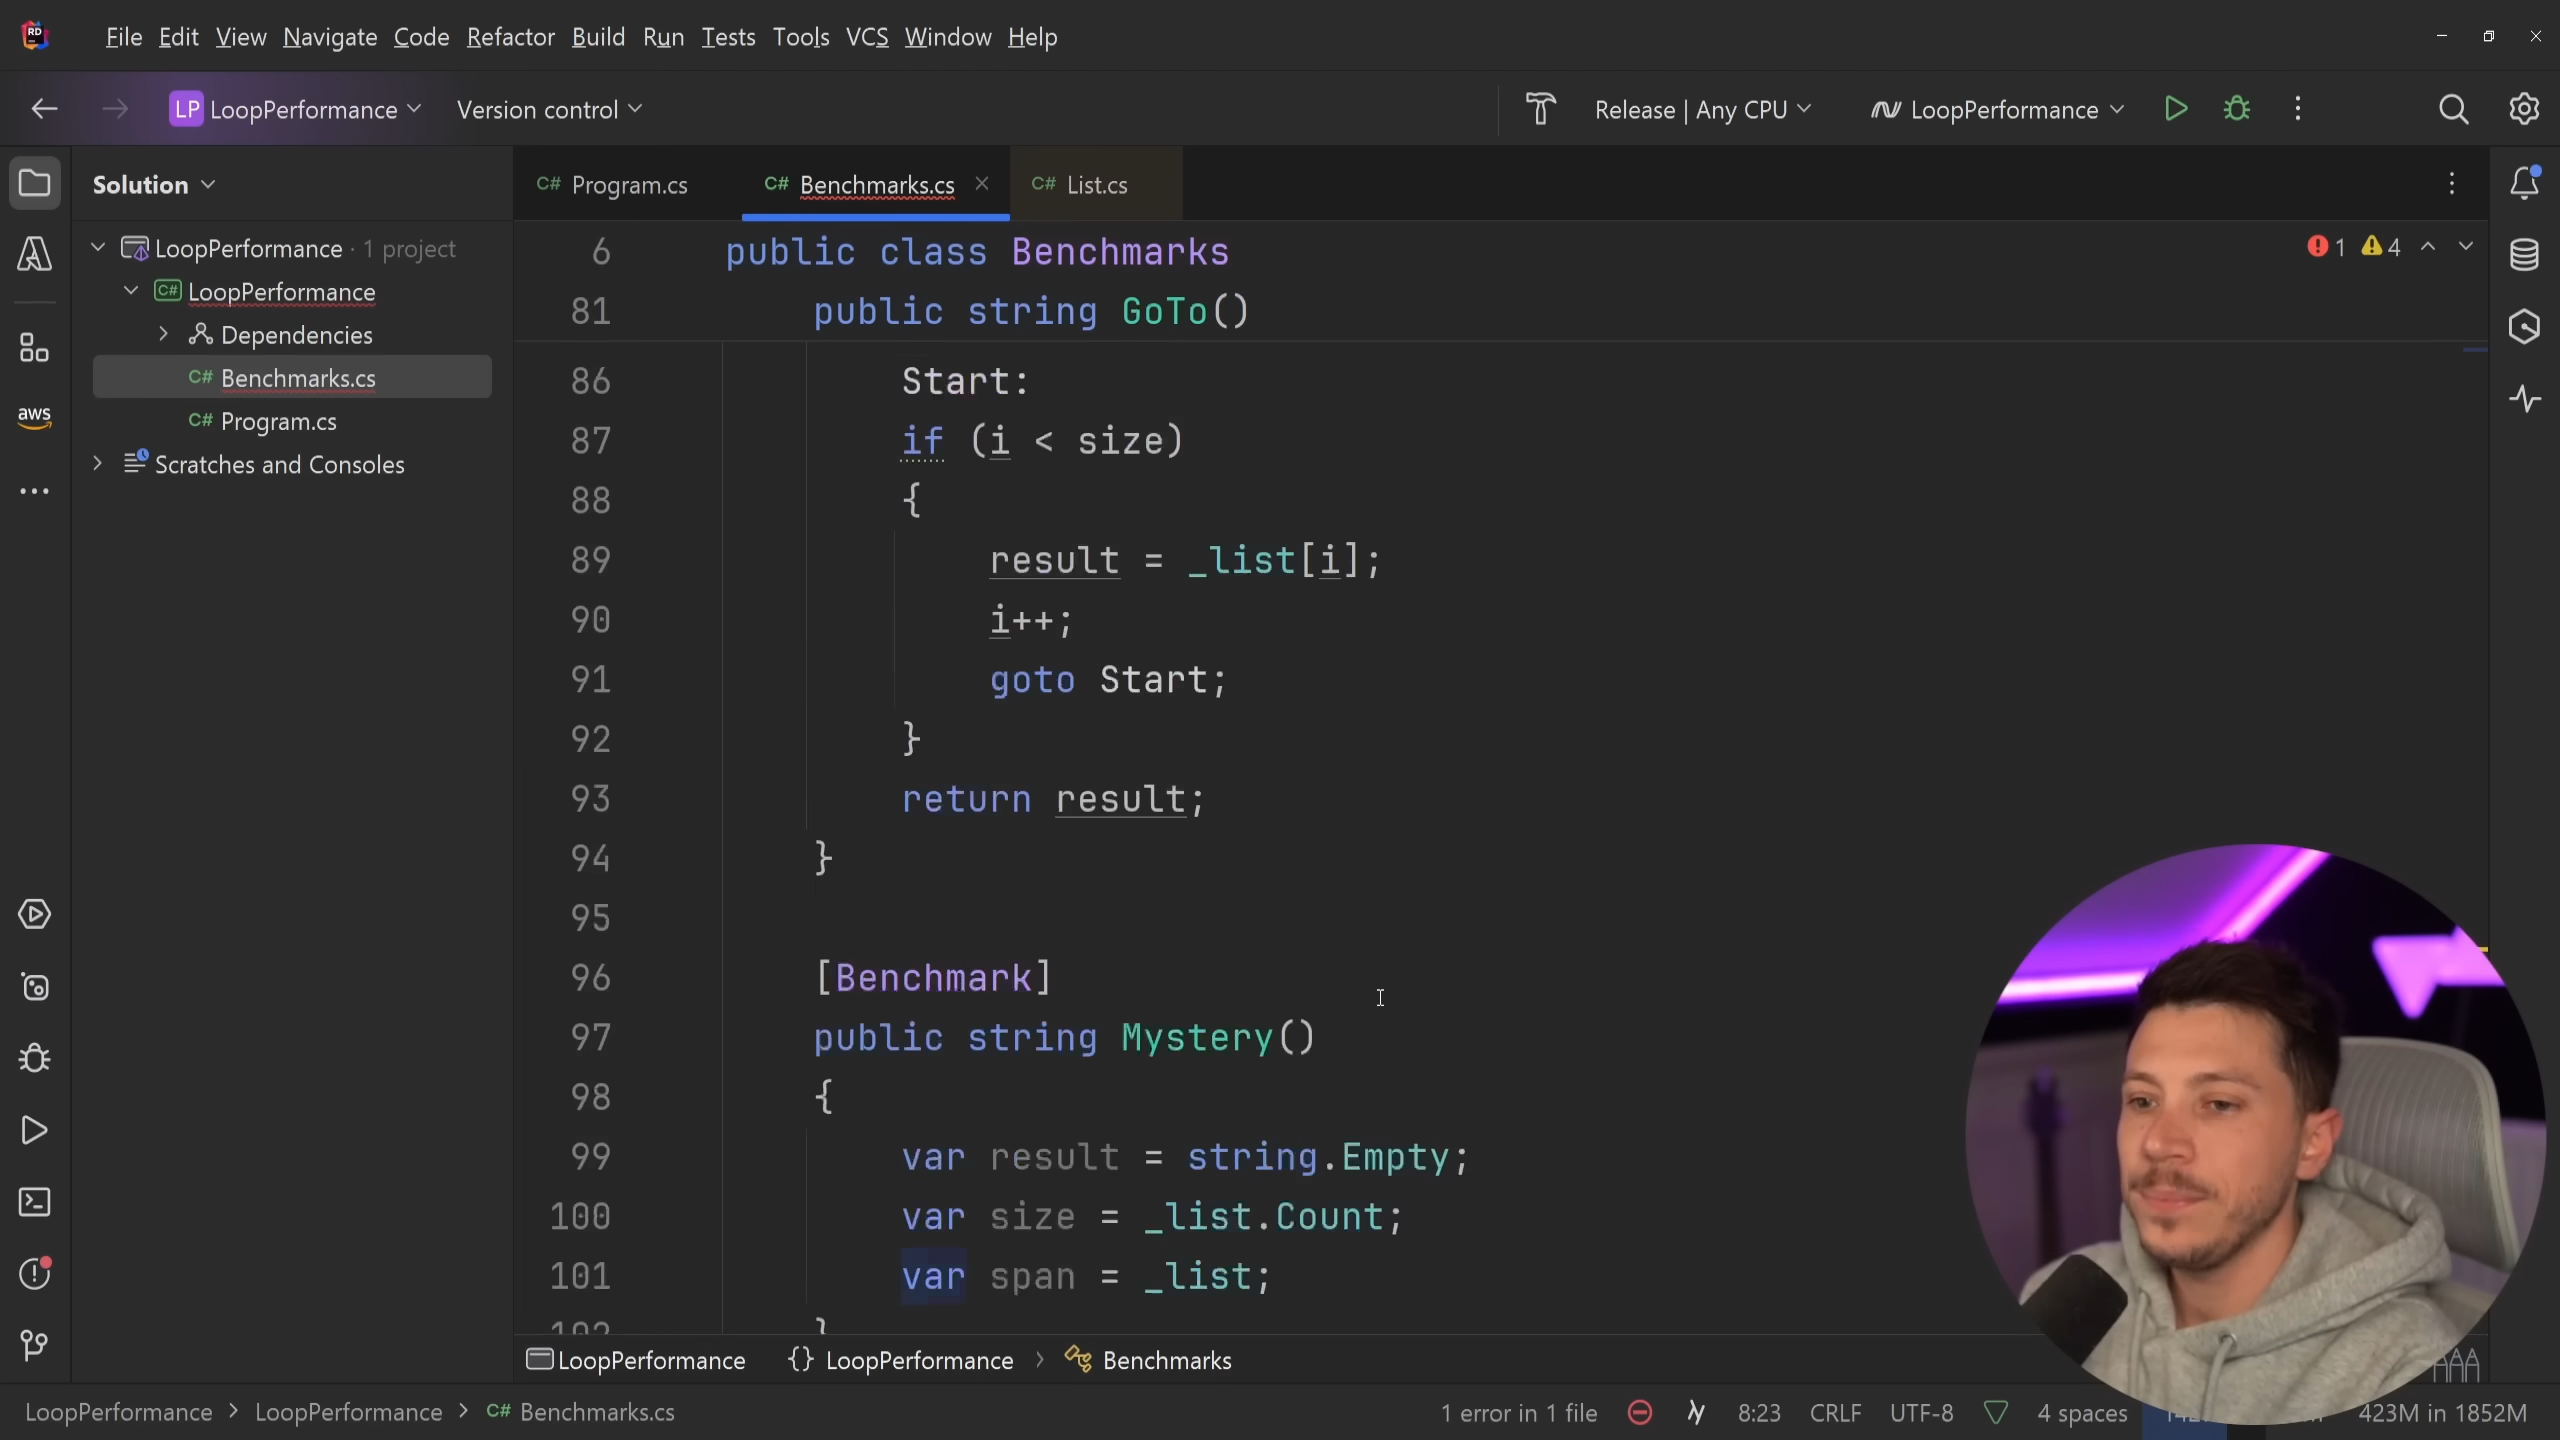 RD File Edit View Navigate Code Refactor Build Run Tests Tools VCS Window Help
LP LoopPerformance Version control Release | Any CPU LoopPerformance
Solution
C# Program.cs C# Benchmarks.cs C# List.cs
LoopPerformance · 1 project
C# LoopPerformance
Dependencies
C# Benchmarks.cs
C# Program.cs
Scratches and Consoles
aws
6 public class Benchmarks
1 4
81 public string GoTo()
86 Start:
87 if (i < size)
88 {
89 result = _list[i];
90 i++;
91 goto Start;
92 }
93 return result;
94 }
95
96 [Benchmark]
97 public string Mystery()
98 {
99 var result = string.Empty;
100 var size = _list.Count;
101 var span = _list;
102 }
LoopPerformance {} LoopPerformance > Benchmarks
LoopPerformance > LoopPerformance > C# Benchmarks.cs
1 error in 1 file 8:23 CRLF UTF-8 4 spaces 423M in 1852M